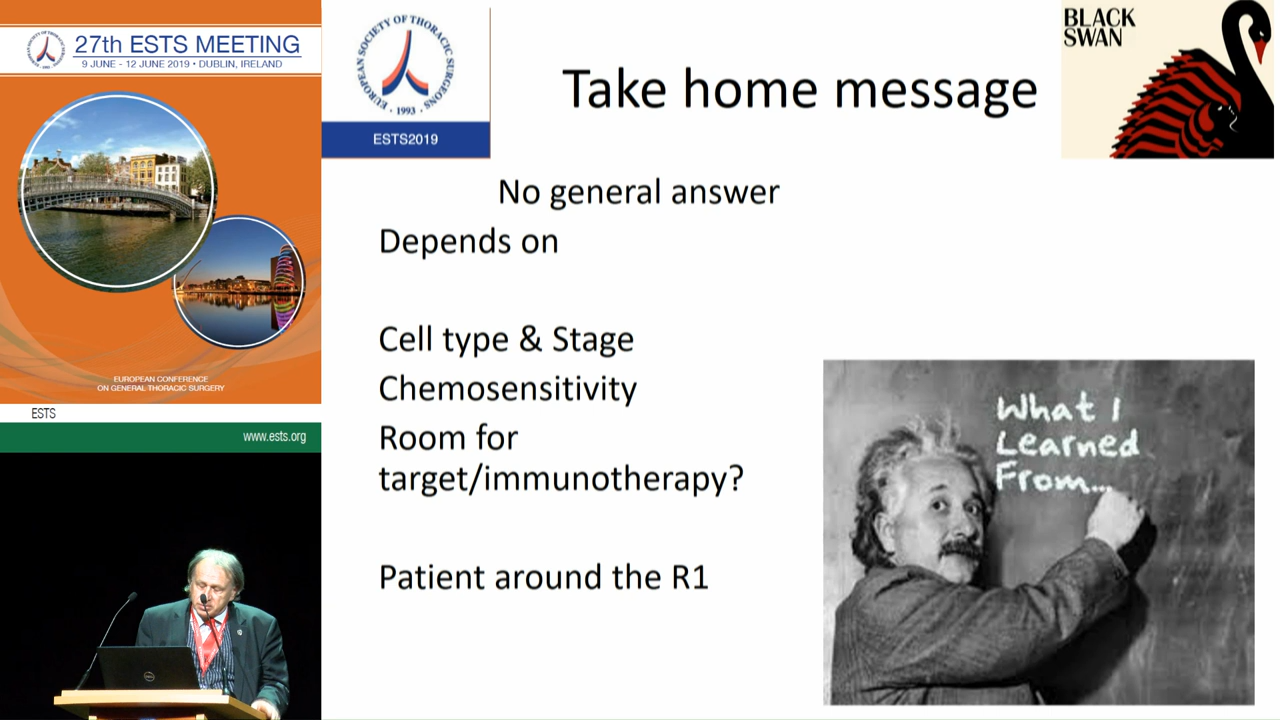 27th ESTS MEETING
9 JUNE - 12 JUNE 2019 • DUBLIN, IRELAND
EUROPEAN CONFERENCE
ON GENERAL THORACIC SURGERY
ESTS
www.ests.org
EUROPEAN SOCIETY OF THORACIC SURGEONS
· 1993 ·
ESTS2019
Take home message
BLACK
SWAN
No general answer
Depends on
Cell type & Stage
Chemosensitivity
Room for
target/immunotherapy?
Patient around the R1
What I
Learned
From...
DELL